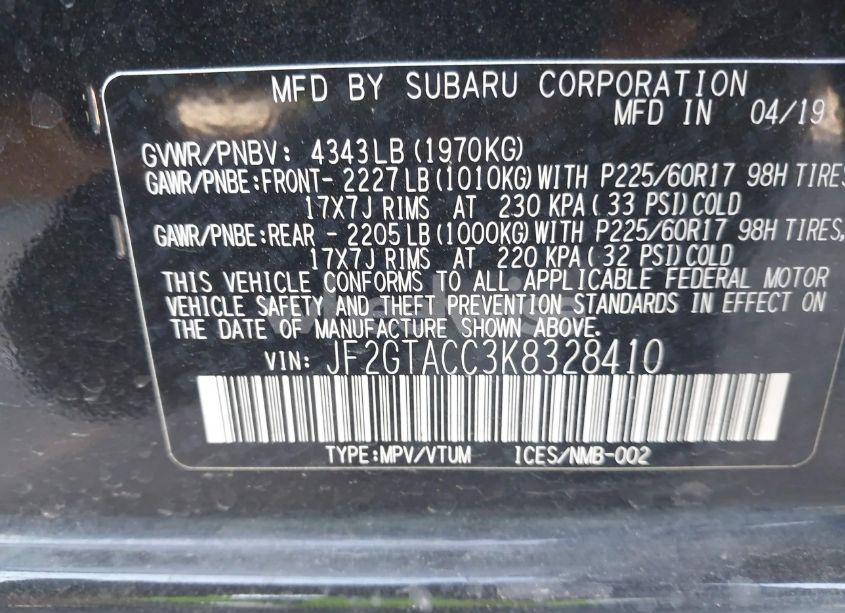 MFD BY SUBARU CORPORATION
MFD IN 04/19
GVWR/PNBV: 4343LB (1970KG)
GAWR/PNBE:FRONT- 2227LB (1010KG) WITH P225/60R17 98H TIRES
17X7J RIMS AT 230 KPA ( 33 PSI) COLD
GAWR/PNBE:REAR - 2205LB (1000KG) WITH P225/60R17 98H TIRES,
17X7J RIMS AT 220 KPA ( 32 PSI) COLD
THIS VEHICLE CONFORMS TO ALL APPLICABLE FEDERAL MOTOR
VEHICLE SAFETY AND THEFT PREVENTION STANDARDS IN EFFECT ON
THE DATE OF MANUFACTURE SHOWN ABOVE.
VIN: JF2GTACC3K8328410
TYPE:MPV/VTUM ICES/NMB-002